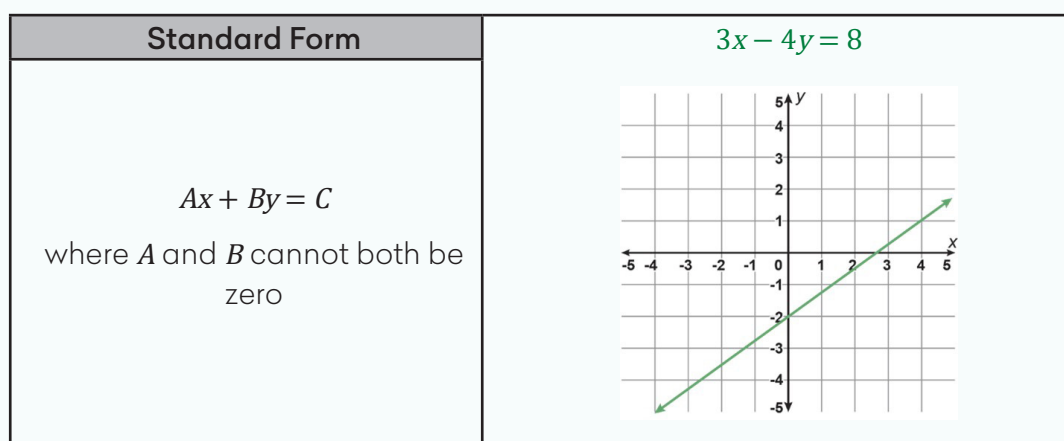 Standard Form
3x − 4y = 8
Ax + By = C
where A and B cannot both be
zero
5 y
4
3
2
1
x
-5 -4 -3 -2 -1 0 1 2 3 4 5
-1
-2
-3
-4
-5